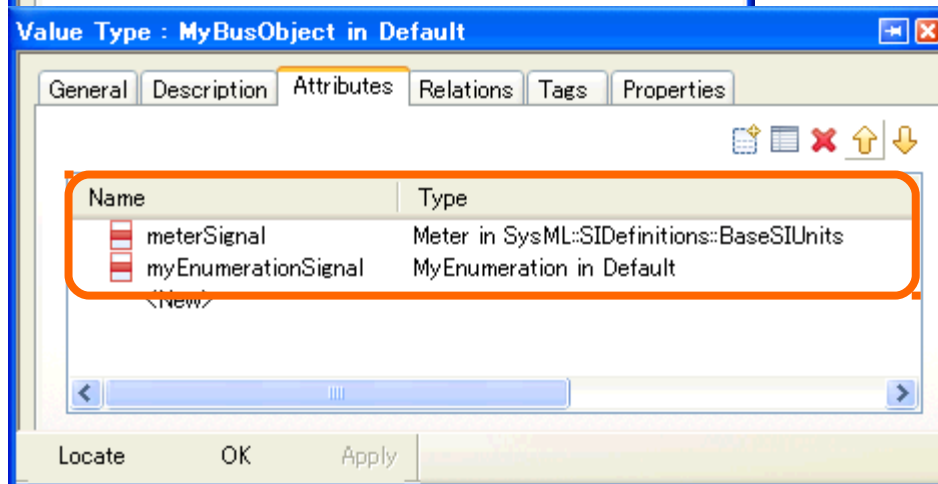 Value Type : MyBusObject in Default
General Description Attributes Relations Tags Properties
Name Type
meterSignal Meter in SysML::SIDefinitions::BaseSIUnits
myEnumerationSignal MyEnumeration in Default
<New>
Locate OK Apply